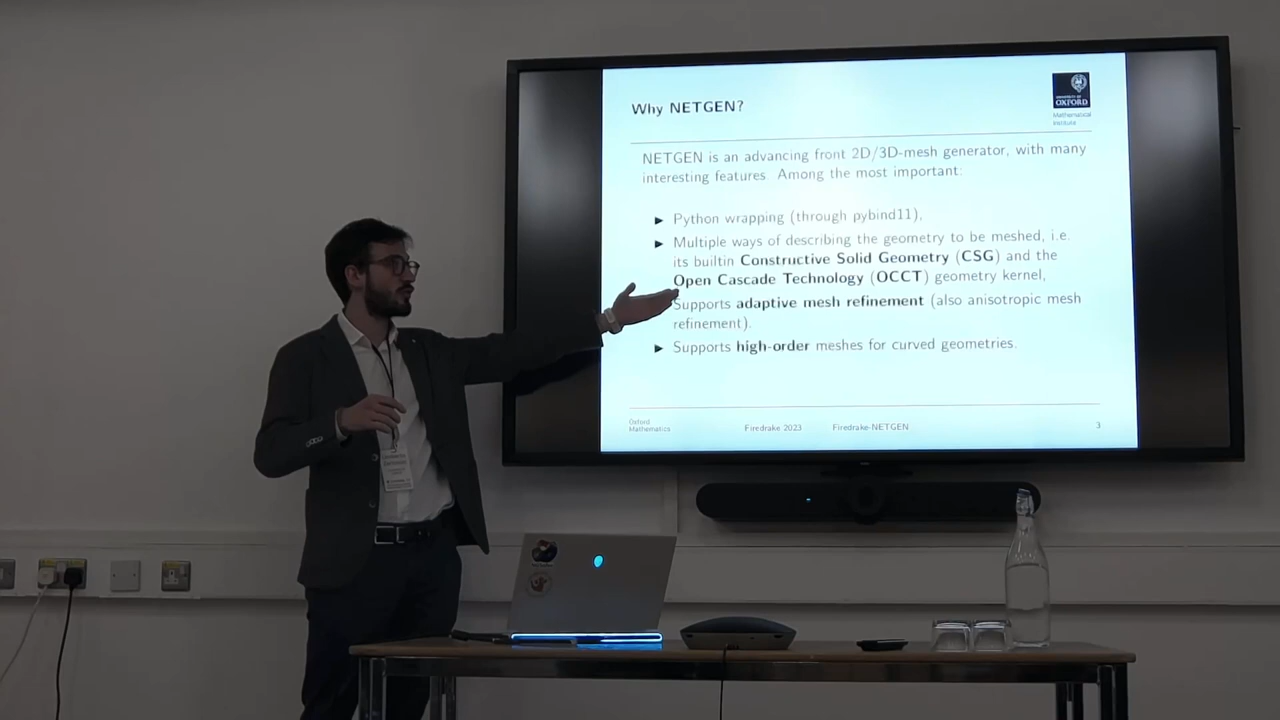 Why NETGEN?
UNIVERSITY OF
OXFORD
Mathematical
Institute
NETGEN is an advancing front 2D/3D-mesh generator, with many
interesting features Among the most important:
► Python wrapping (through pybind11),
► Multiple ways of describing the geometry to be meshed, i.e.
its builtin Constructive Solid Geometry (CSG) and the
Open Cascade Technology (OCCT) geometry kernel,
Supports adaptive mesh refinement (also anisotropic mesh
refinement).
► Supports high-order meshes for curved geometries.
Oxford
Mathematics
Firedrake 2023
Firedrake-NETGEN
3